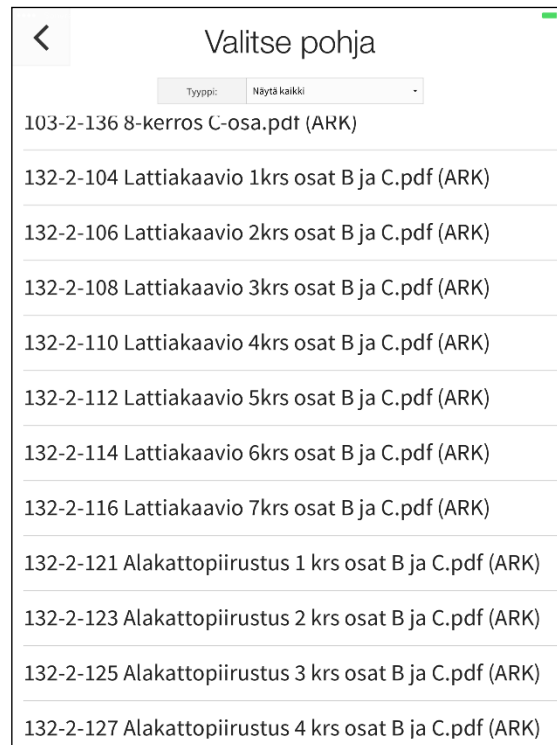 Valitse pohja
Tyyppi: Näytä kaikki
103-2-136 8-kerros C-osa.pdf (ARK)
132-2-104 Lattiakaavio 1krs osat B ja C.pdf (ARK)
132-2-106 Lattiakaavio 2krs osat B ja C.pdf (ARK)
132-2-108 Lattiakaavio 3krs osat B ja C.pdf (ARK)
132-2-110 Lattiakaavio 4krs osat B ja C.pdf (ARK)
132-2-112 Lattiakaavio 5krs osat B ja C.pdf (ARK)
132-2-114 Lattiakaavio 6krs osat B ja C.pdf (ARK)
132-2-116 Lattiakaavio 7krs osat B ja C.pdf (ARK)
132-2-121 Alakattopiirustus 1 krs osat B ja C.pdf (ARK)
132-2-123 Alakattopiirustus 2 krs osat B ja C.pdf (ARK)
132-2-125 Alakattopiirustus 3 krs osat B ja C.pdf (ARK)
132-2-127 Alakattopiirustus 4 krs osat B ja C.pdf (ARK)